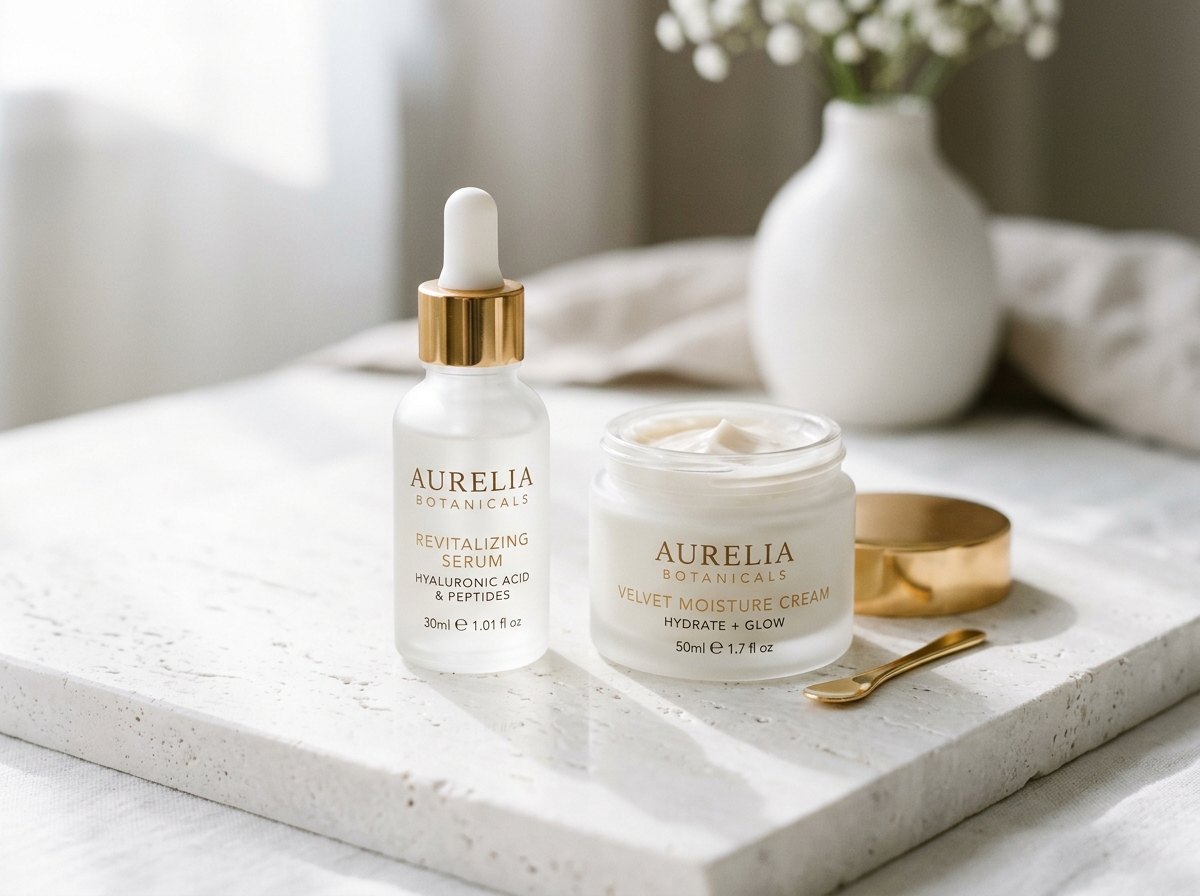 AURELIA
BOTANICALS
REVITALIZING
SERUM
HYALURONIC ACID
& PEPTIDES
30ml ℮ 1.01 fl oz
AURELIA
BOTANICALS
VELVET MOISTURE CREAM
HYDRATE + GLOW
50ml ℮ 1.7 fl oz